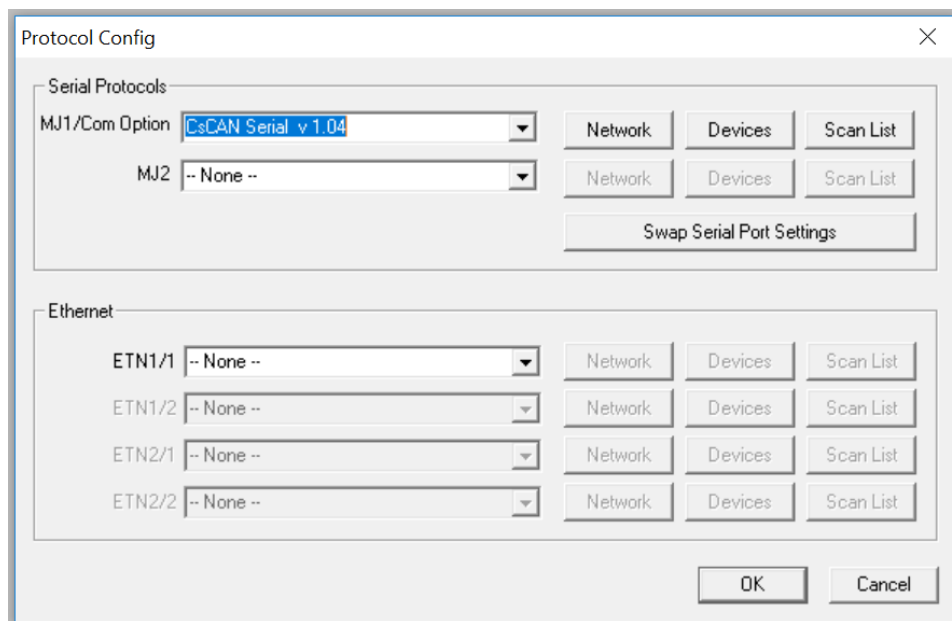 Protocol Config
Serial Protocols
MJ1/Com Option CsCAN Serial v 1.04 Network Devices Scan List
MJ2 -- None -- Network Devices Scan List
Swap Serial Port Settings
Ethernet
ETN1/1 -- None -- Network Devices Scan List
ETN1/2 -- None -- Network Devices Scan List
ETN2/1 -- None -- Network Devices Scan List
ETN2/2 -- None -- Network Devices Scan List
OK Cancel